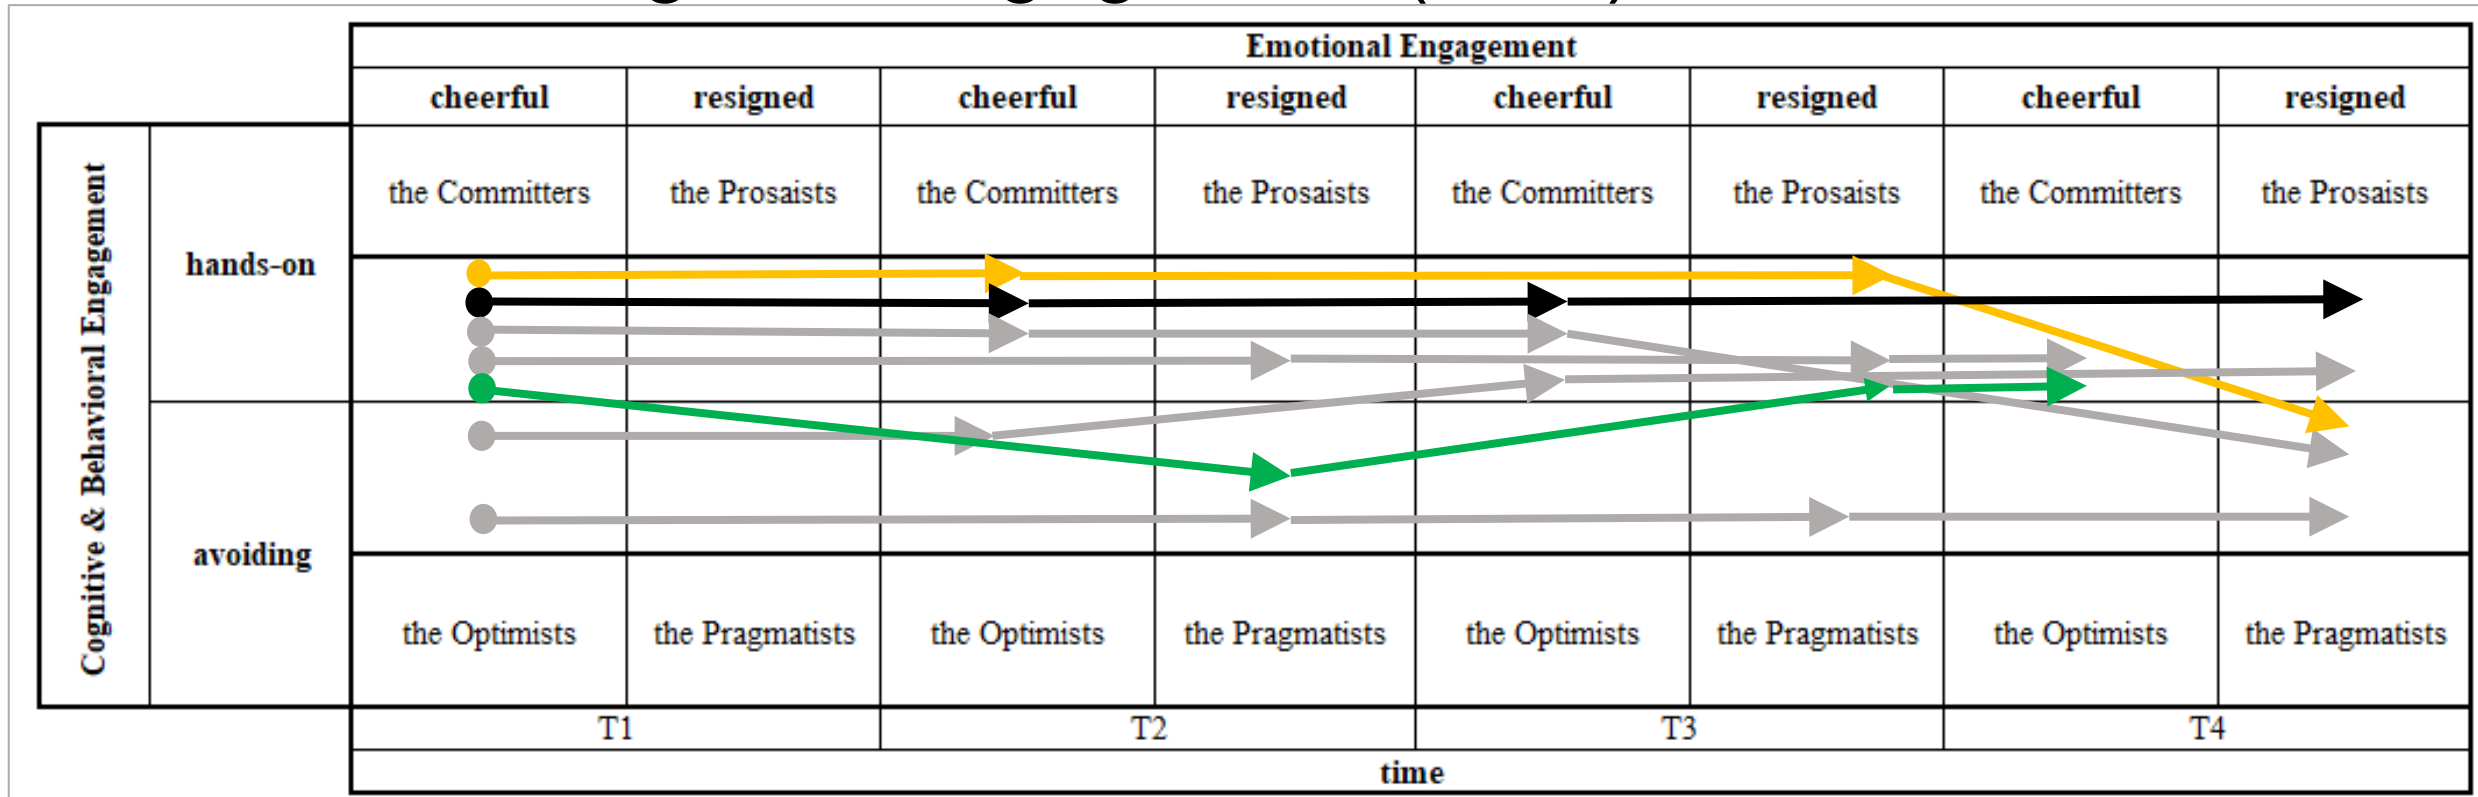 Emotional Engagement
cheerful resigned cheerful resigned cheerful resigned cheerful resigned
Cognitive & Behavioral Engagement
hands-on
the Committers the Prosaists the Committers the Prosaists the Committers the Prosaists the Committers the Prosaists
avoiding
the Optimists the Pragmatists the Optimists the Pragmatists the Optimists the Pragmatists the Optimists the Pragmatists
T1 T2 T3 T4
time